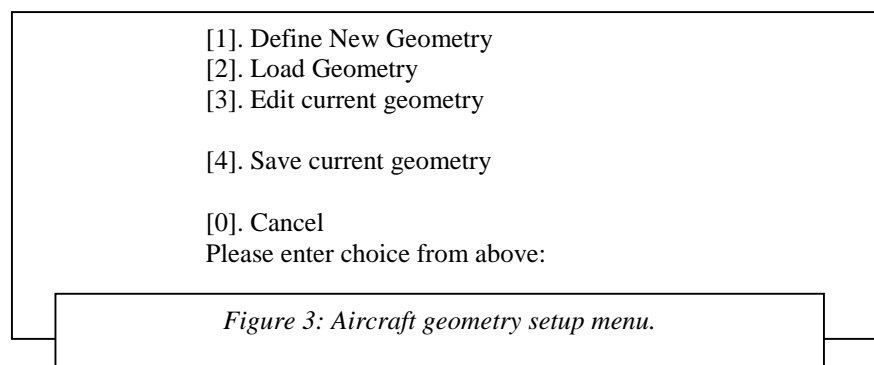 [1]. Define New Geometry
[2]. Load Geometry
[3]. Edit current geometry
[4]. Save current geometry
[0]. Cancel
Please enter choice from above:
Figure 3: Aircraft geometry setup menu.